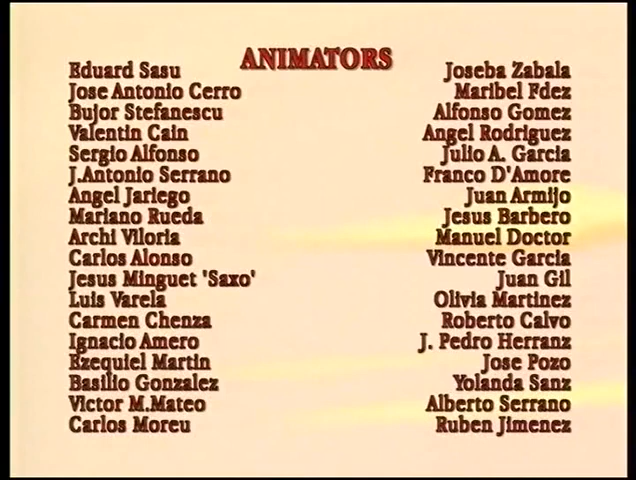 ANIMATORS
Eduard Sasu Joseba Zabala
Jose Antonio Cerro Maribel Fdez
Bujor Stefanescu Alfonso Gomez
Valentin Cain Angel Rodriguez
Sergio Alfonso Julio A. Garcia
J.Antonio Serrano Franco D'Amore
Angel Jariego Juan Armijo
Mariano Rueda Jesus Barbero
Archi Viloria Manuel Doctor
Carlos Alonso Vincente Garcia
Jesus Minguet 'Saxo' Juan Gil
Luis Varela Olivia Martinez
Carmen Chenza Roberto Calvo
Ignacio Amero J. Pedro Herranz
Ezequiel Martin Jose Pozo
Basilio Gonzalez Yolanda Sanz
Victor M.Mateo Alberto Serrano
Carlos Moreu Ruben Jimenez